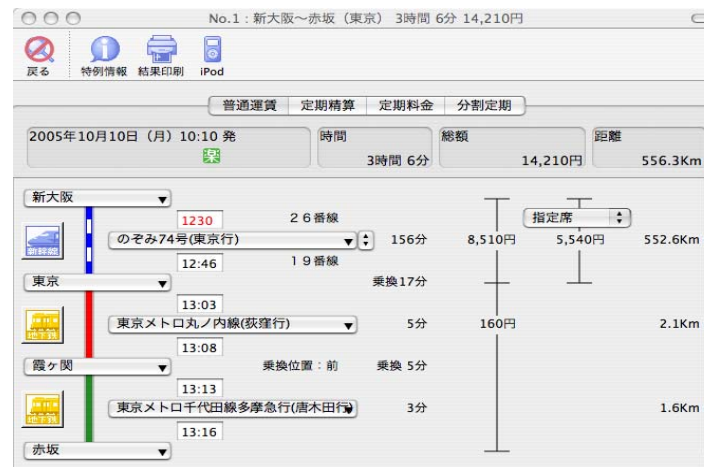 No.1：新大阪〜赤坂（東京） 3時間 6分 14,210円
戻る 特例情報 結果印刷 iPod
普通運賃 定期精算 定期料金 分割定期
2005年10月10日（月）10:10 発 時間 総額 距離
楽 3時間 6分 14,210円 556.3Km
新大阪
1230 26番線 指定席
新幹線 のぞみ74号(東京行) 156分 8,510円 5,540円 552.6Km
12:46 19番線
東京 乗換17分
13:03
地下鉄 東京メトロ丸ノ内線(荻窪行) 5分 160円 2.1Km
13:08
霞ヶ関 乗換位置：前 乗換 5分
13:13
地下鉄 東京メトロ千代田線多摩急行(唐木田行) 3分 1.6Km
13:16
赤坂